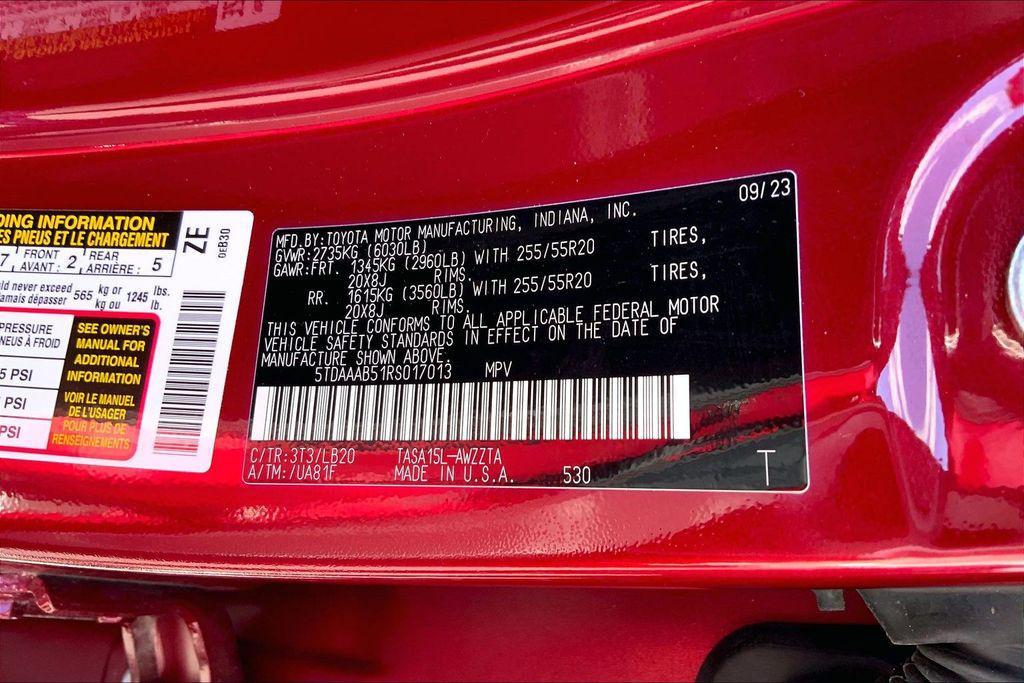 DING INFORMATION
ES PNEUS ET LE CHARGEMENT
7, FRONT AVANT : 2, REAR ARRIÈRE : 5
ld never exceed 565 kg or 1245 lbs.
jamais dépasser kg ou lb.
PRESSURE
NEUS À FROID
5 PSI
PSI
PSI
SEE OWNER'S
MANUAL FOR
ADDITIONAL
INFORMATION
VOIR LE MANUEL
DE L'USAGER
POUR PLUS DE
RENSEIGNEMENTS
ZE
0EB30
09/23
MFD.BY:TOYOTA MOTOR MANUFACTURING, INDIANA, INC.
GVWR:2735KG (6030LB)
GAWR:FRT. 1345KG (2960LB) WITH 255/55R20 TIRES,
20X8J RIMS.
RR. 1615KG (3560LB) WITH 255/55R20 TIRES,
20X8J RIMS.
THIS VEHICLE CONFORMS TO ALL APPLICABLE FEDERAL MOTOR
VEHICLE SAFETY STANDARDS IN EFFECT ON THE DATE OF
MANUFACTURE SHOWN ABOVE.
5TDAAAB51RS017013 MPV
C/TR:3T3/LB20 TASA15L-AWZZTA
A/TM:/UA81F MADE IN U.S.A. 530 T